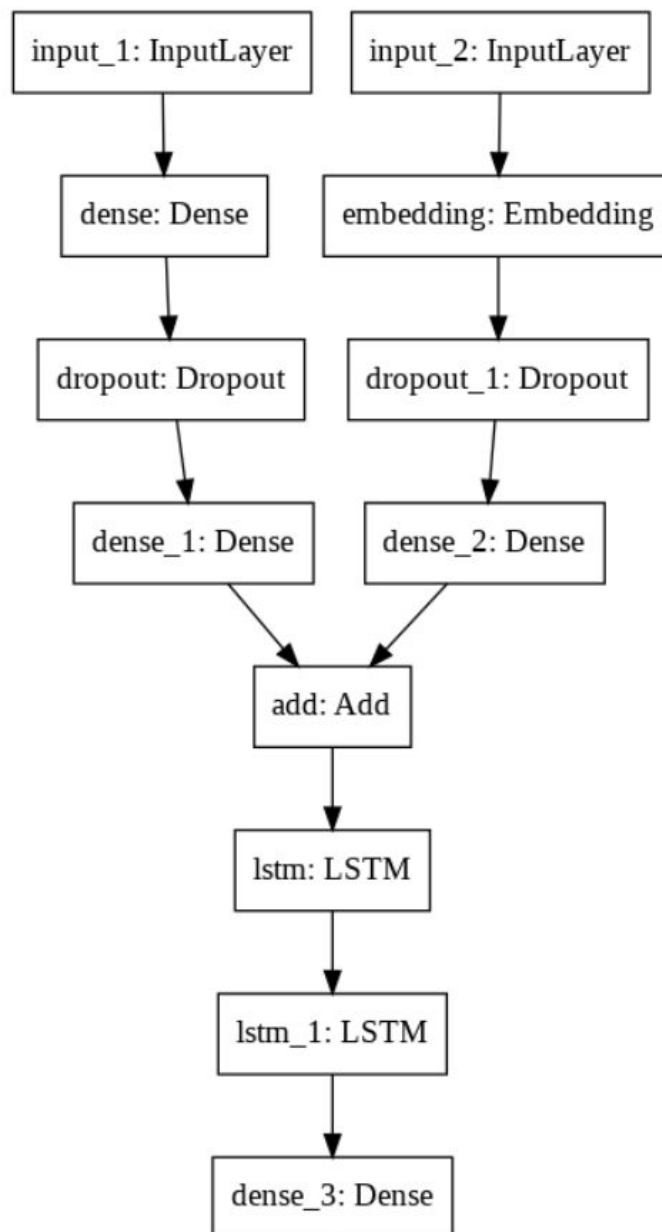 input_1: InputLayer
input_2: InputLayer
dense: Dense
embedding: Embedding
dropout: Dropout
dropout_1: Dropout
dense_1: Dense
dense_2: Dense
add: Add
lstm: LSTM
lstm_1: LSTM
dense_3: Dense